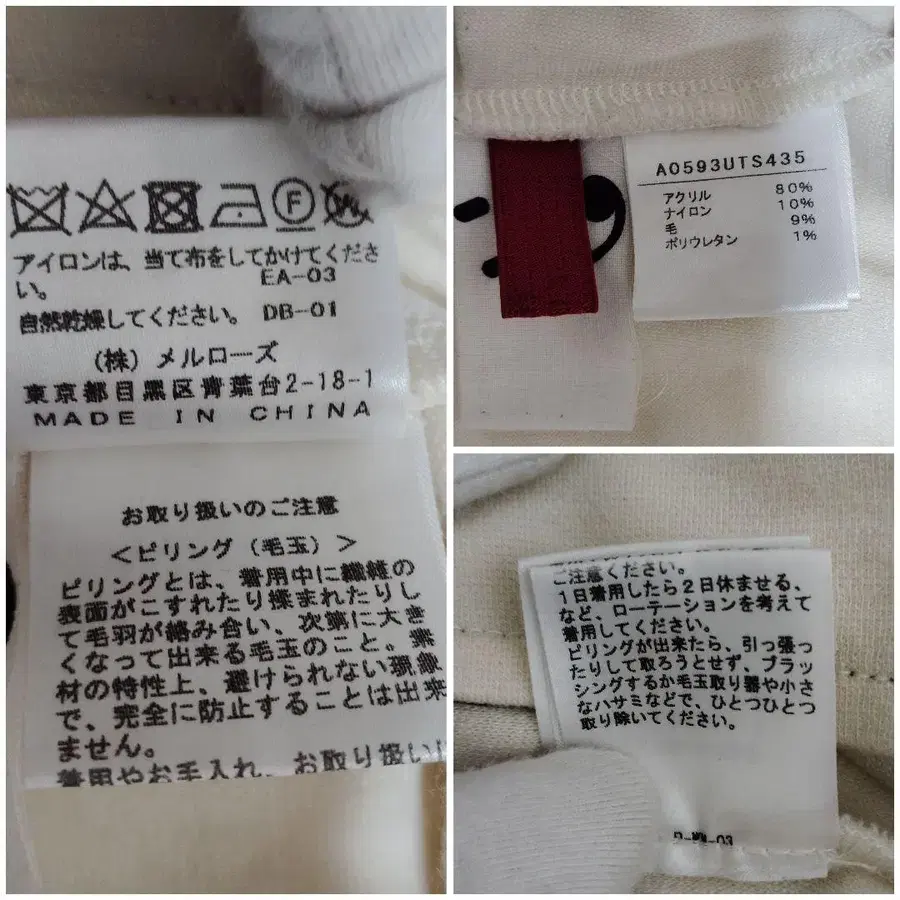 F
アイロンは、当て布をしてかけてくださ
い。 EA-03
自然乾燥してください。 DB-01
(株) メルローズ
東京都目黒区青葉台2-18-1
MADE IN CHINA
お取り扱いのご注意
<ピリング(毛玉)>
ピリングとは、着用中に繊維の
表面がこすれたり揉まれたりし
て毛羽が絡み合い、次第に大き
くなって出来る毛玉のこと。素
材の特性上、避けられない現象
で、完全に防止することは出来
ません。
着用やお手入れ、お取り扱い
A0593UTS435
アクリル 80%
ナイロン 10%
毛 9%
ポリウレタン 1%
ご注意ください。
1日着用したら2日休ませる、
など、ローテーションを考えて
着用してください。
ピリングが出来たら、引っ張っ
たりして取ろうとせず、ブラッ
シングするか毛玉取り器や小さ
なハサミなどで、ひとつひとつ
取り除いてください。